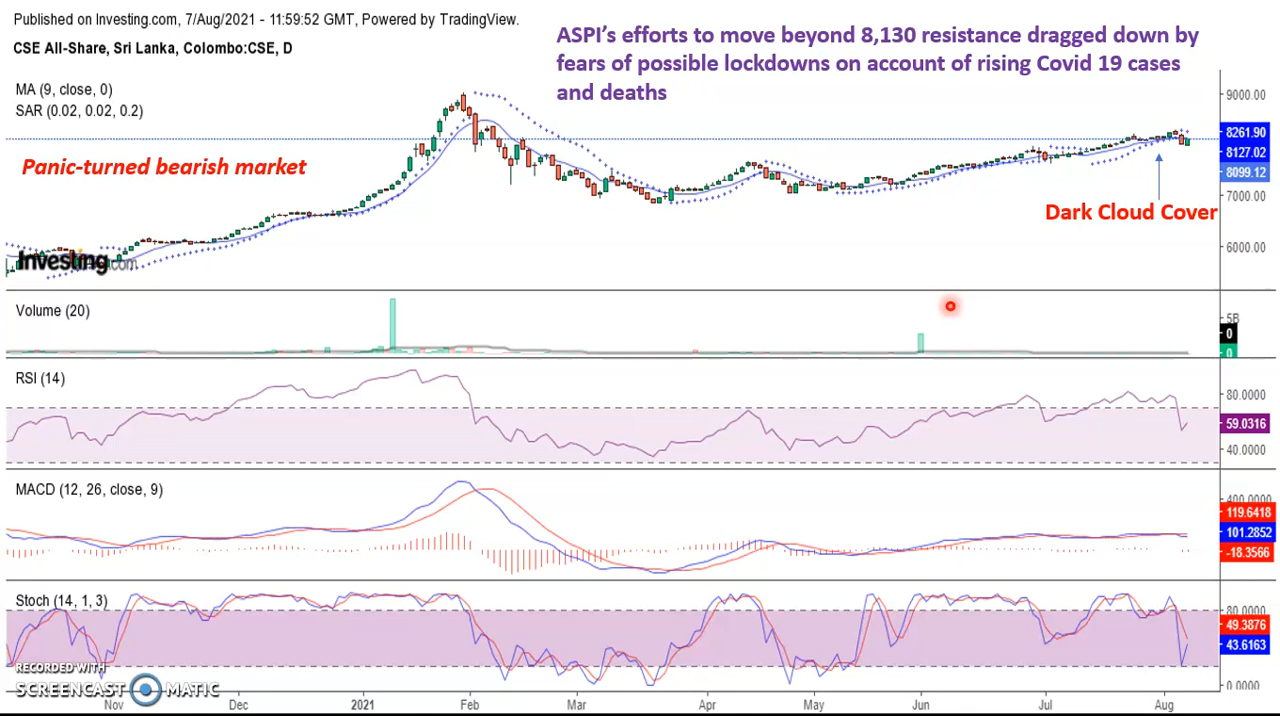 Published on Investing.com, 7/Aug/2021 - 11:59:52 GMT, Powered by TradingView.
CSE All-Share, Sri Lanka, Colombo:CSE, D
ASPI’s efforts to move beyond 8,130 resistance dragged down by
fears of possible lockdowns on account of rising Covid 19 cases
and deaths
MA (9, close, 0)
SAR (0.02, 0.02, 0.2)
Panic-turned bearish market
9000.00
8261.90
8127.02
8099.12
7000.00
Dark Cloud Cover
6000.00
Investing.com
Volume (20)
5B
0
0
RSI (14)
80.0000
59.0316
40.0000
MACD (12, 26, close, 9)
400.0000
119.6418
101.2852
-18.3566
Stoch (14, 1, 3)
80.0000
49.3876
43.6163
0.0000
RECORDED WITH
SCREENCAST MATIC
Nov Dec 2021 Feb Mar Apr May Jun Jul Aug